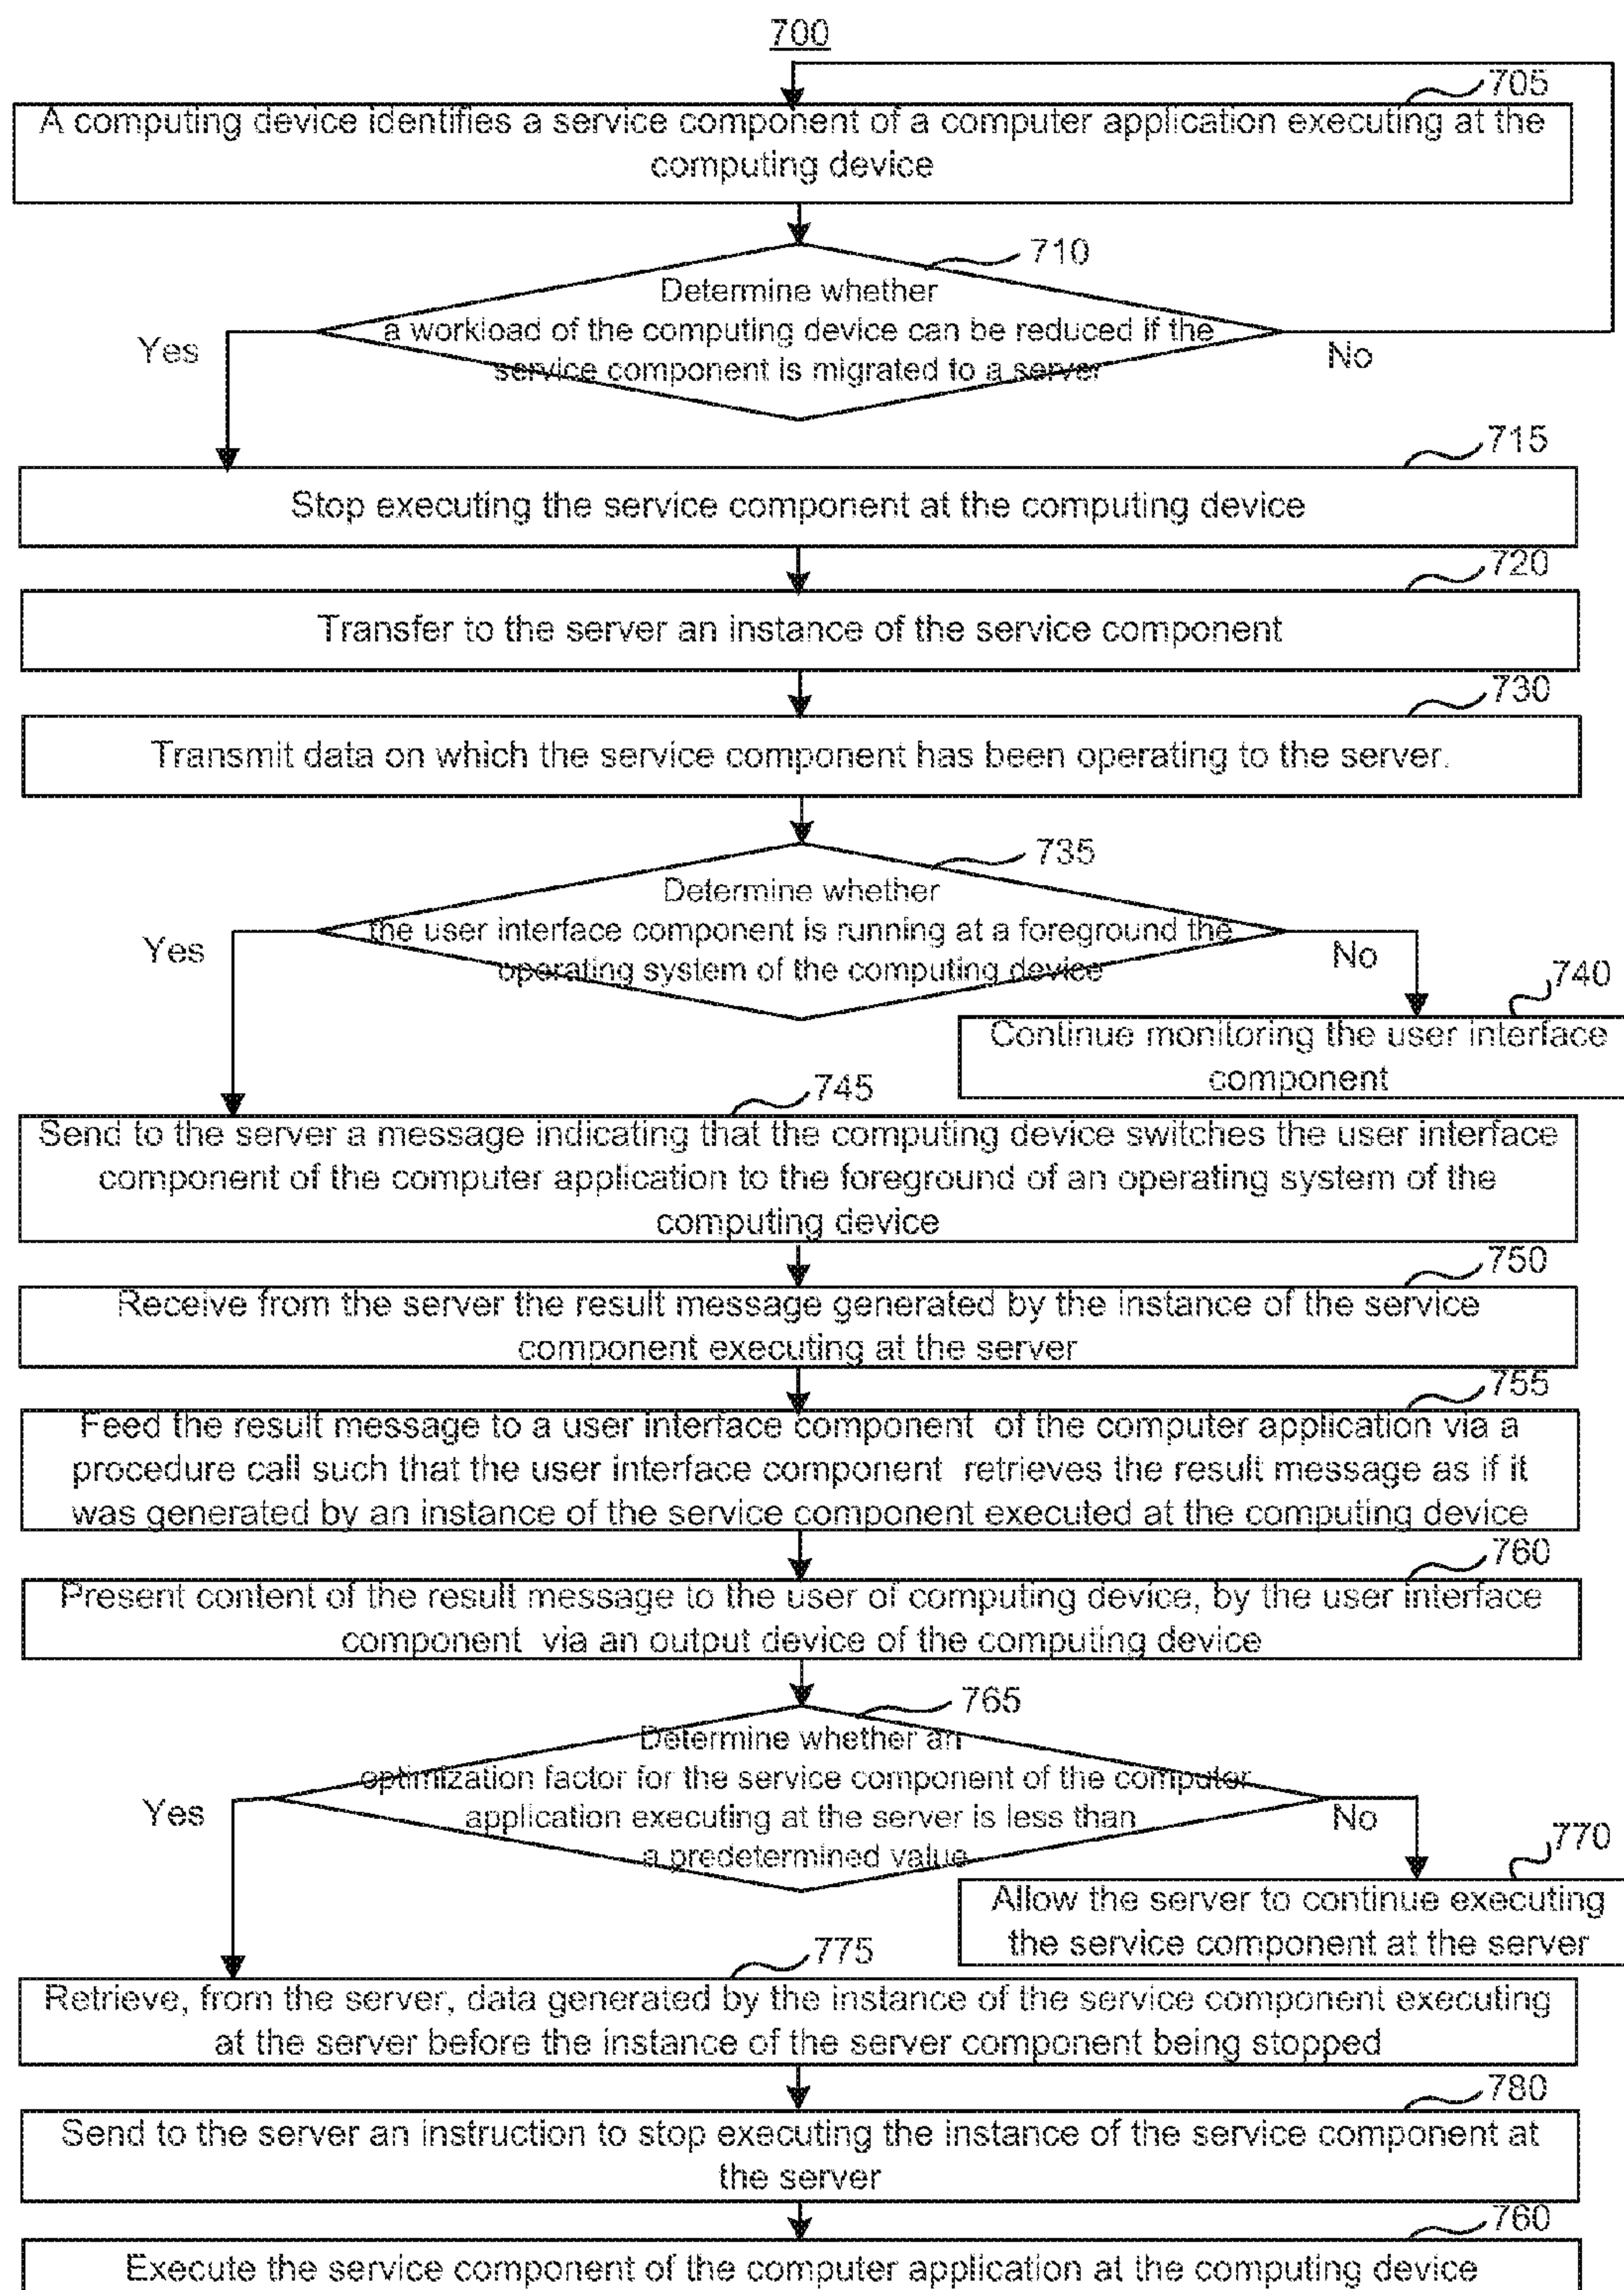 700
705
A computing device identifies a service component of a computer application executing at the
computing device
710
Determine whether
a workload of the computing device can be reduced if the
service component is migrated to a server
Yes
No
715
Stop executing the service component at the computing device
720
Transfer to the server an instance of the service component
730
Transmit data on which the service component has been operating to the server.
735
Determine whether
the user interface component is running at a foreground the
operating system of the computing device
Yes
No
740
Continue monitoring the user interface
component
745
Send to the server a message indicating that the computing device switches the user interface
component of the computer application to the foreground of an operating system of the
computing device
750
Receive from the server the result message generated by the instance of the service
component executing at the server
755
Feed the result message to a user interface component of the computer application via a
procedure call such that the user interface component retrieves the result message as if it
was generated by an instance of the service component executed at the computing device
760
Present content of the result message to the user of computing device, by the user interface
component via an output device of the computing device
765
Determine whether an
optimization factor for the service component of the computer
application executing at the server is less than
a predetermined value
Yes
No
770
Allow the server to continue executing
the service component at the server
775
Retrieve, from the server, data generated by the instance of the service component executing
at the server before the instance of the server component being stopped
780
Send to the server an instruction to stop executing the instance of the service component at
the server
760
Execute the service component of the computer application at the computing device